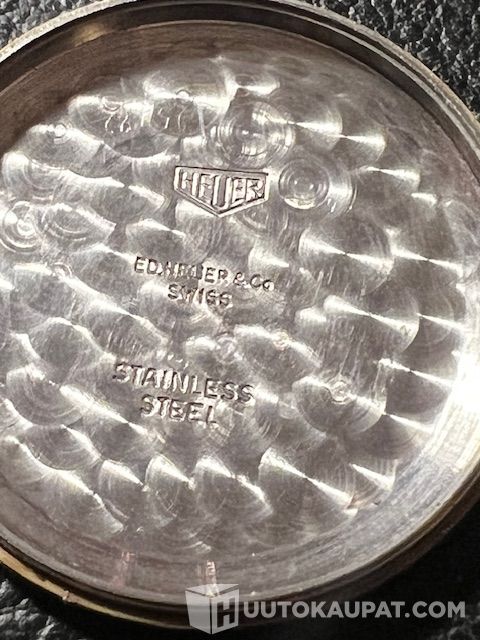 HEUER
ED.HEUER & Co
SWISS
STAINLESS
STEEL
HUUTOKAUPAT.COM